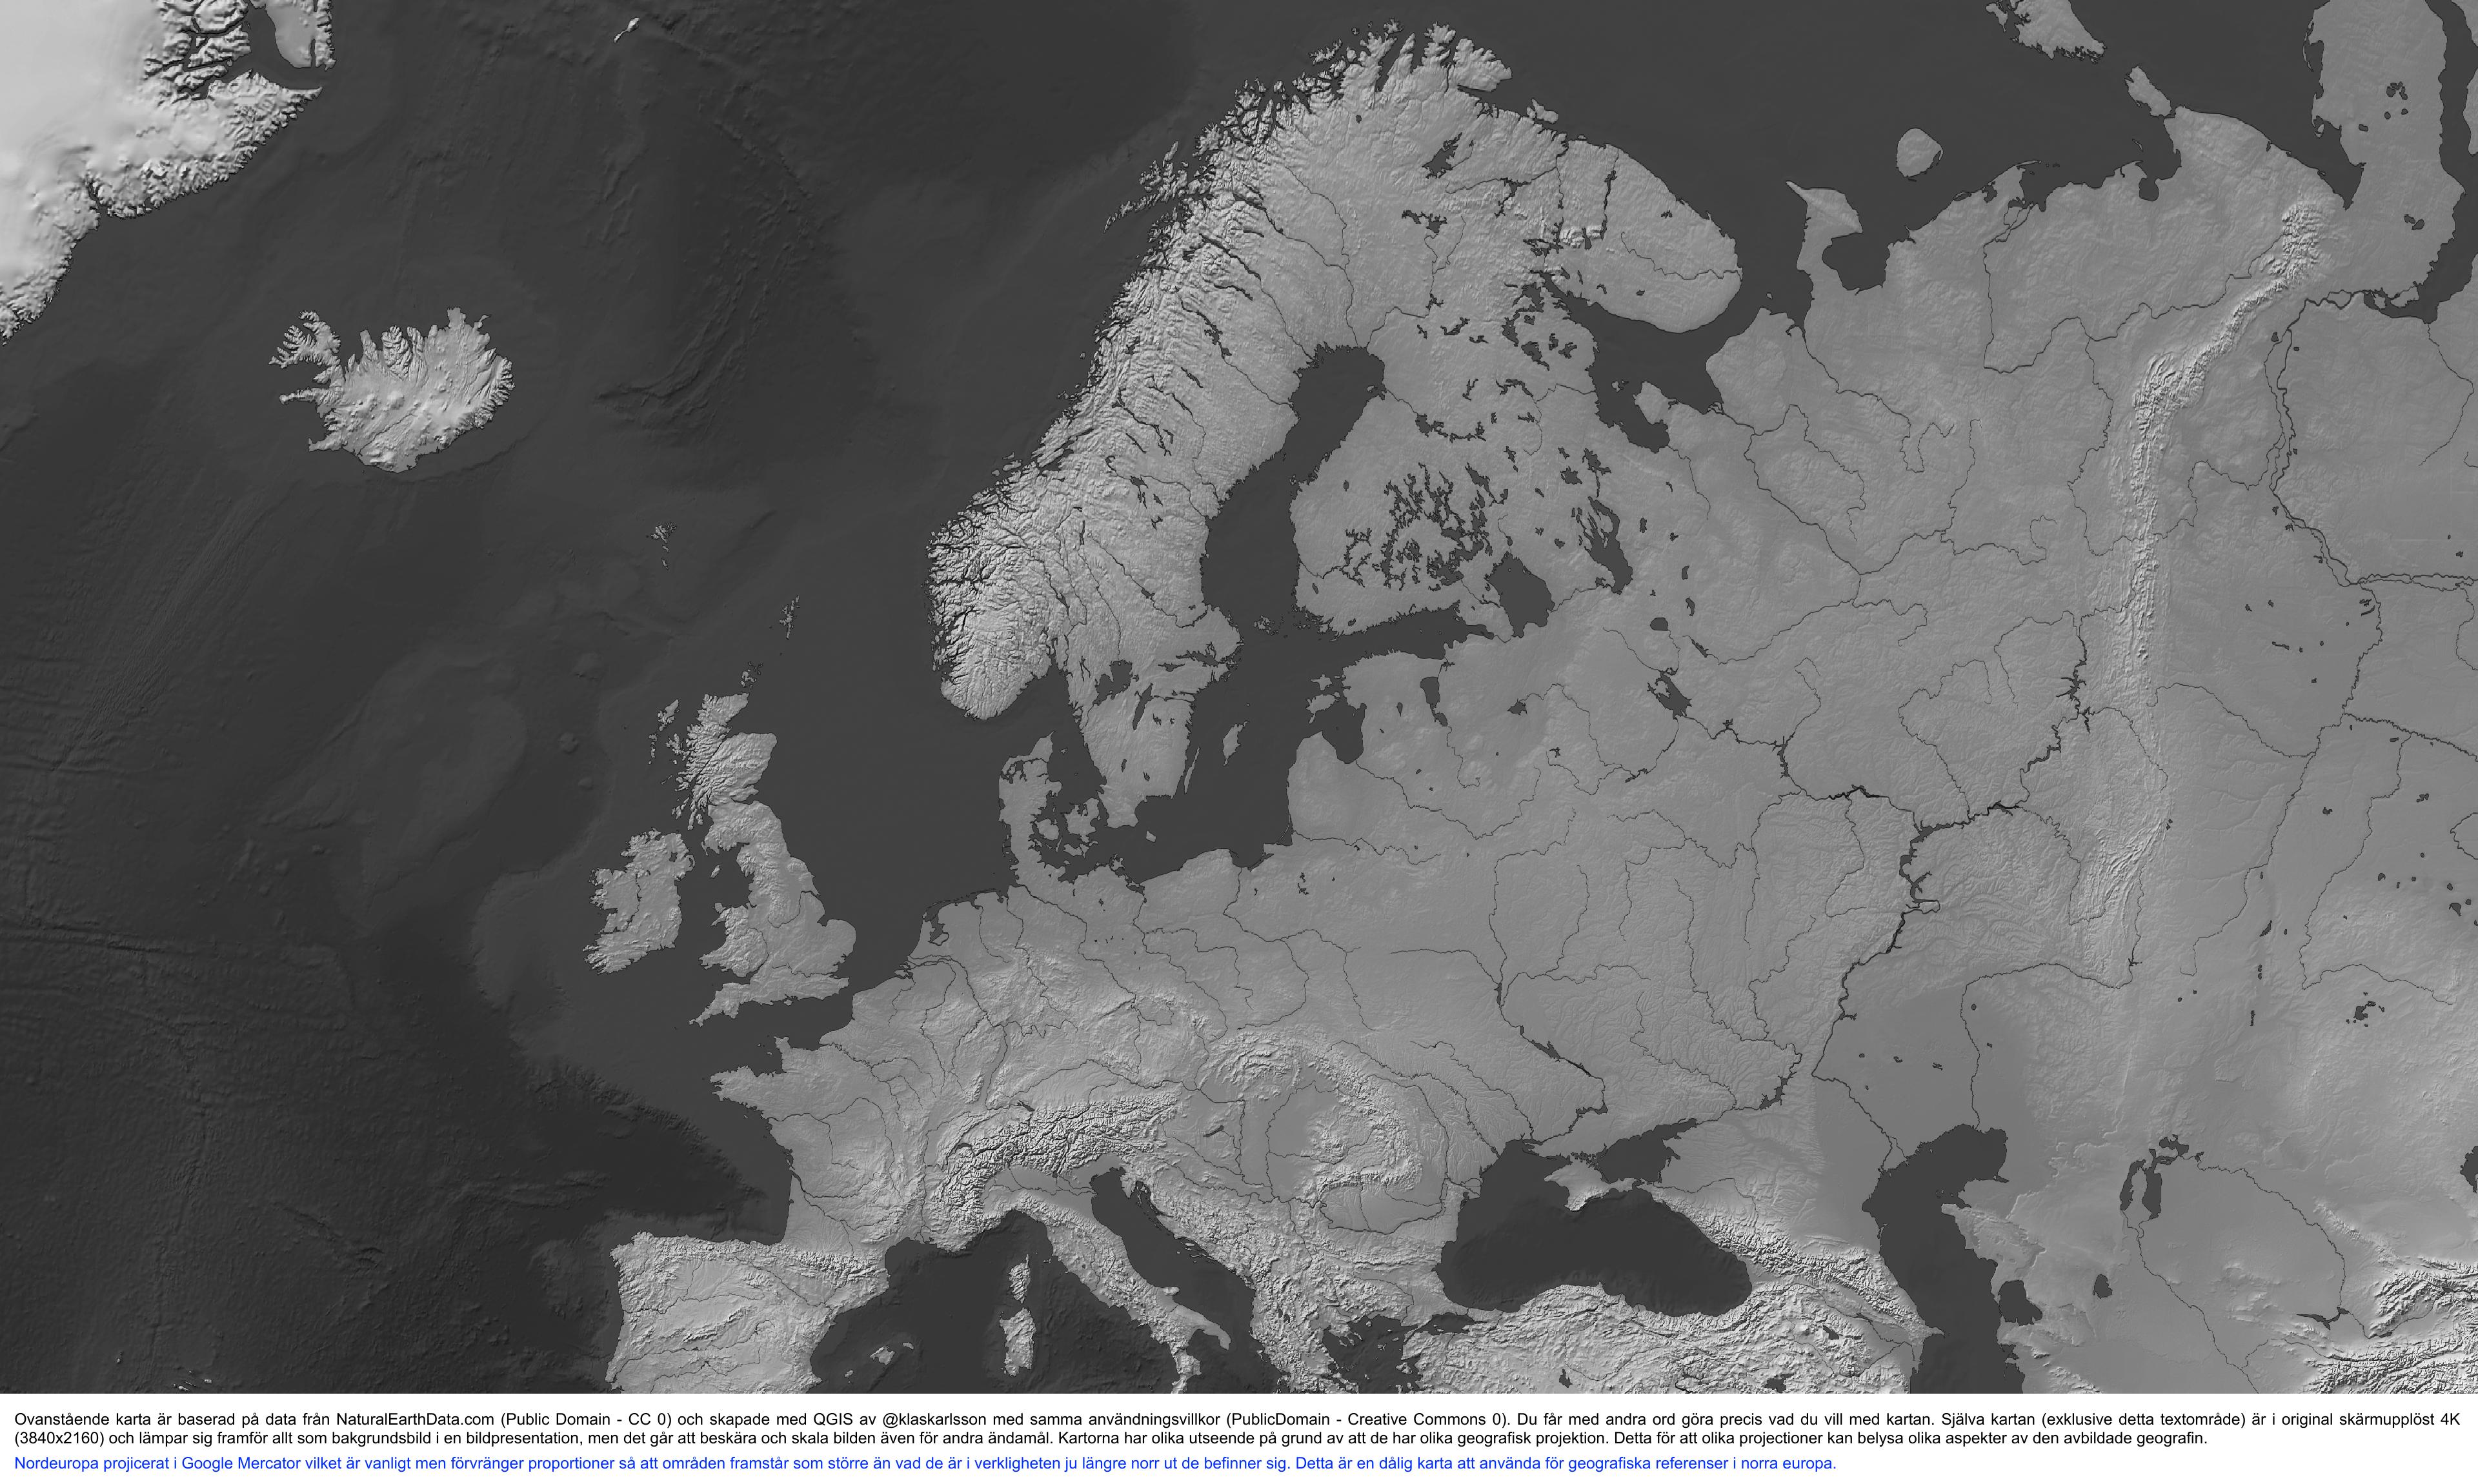 Ovanstående karta är baserad på data från NaturalEarthData.com (Public Domain - CC 0) och skapade med QGIS av @klaskarlsson med samma användningsvillkor (PublicDomain - Creative Commons 0). Du får med andra ord göra precis vad du vill med kartan. Själva kartan (exklusive detta textområde) är i original skärmupplöst 4K
(3840x2160) och lämpar sig framför allt som bakgrundsbild i en bildpresentation, men det går att beskära och skala bilden även för andra ändamål. Kartorna har olika utseende på grund av att de har olika geografisk projektion. Detta för att olika projectioner kan belysa olika aspekter av den avbildade geografin.
Nordeuropa projicerat i Google Mercator vilket är vanligt men förvränger proportioner så att områden framstår som större än vad de är i verkligheten ju längre norr ut de befinner sig. Detta är en dålig karta att använda för geografiska referenser i norra europa.